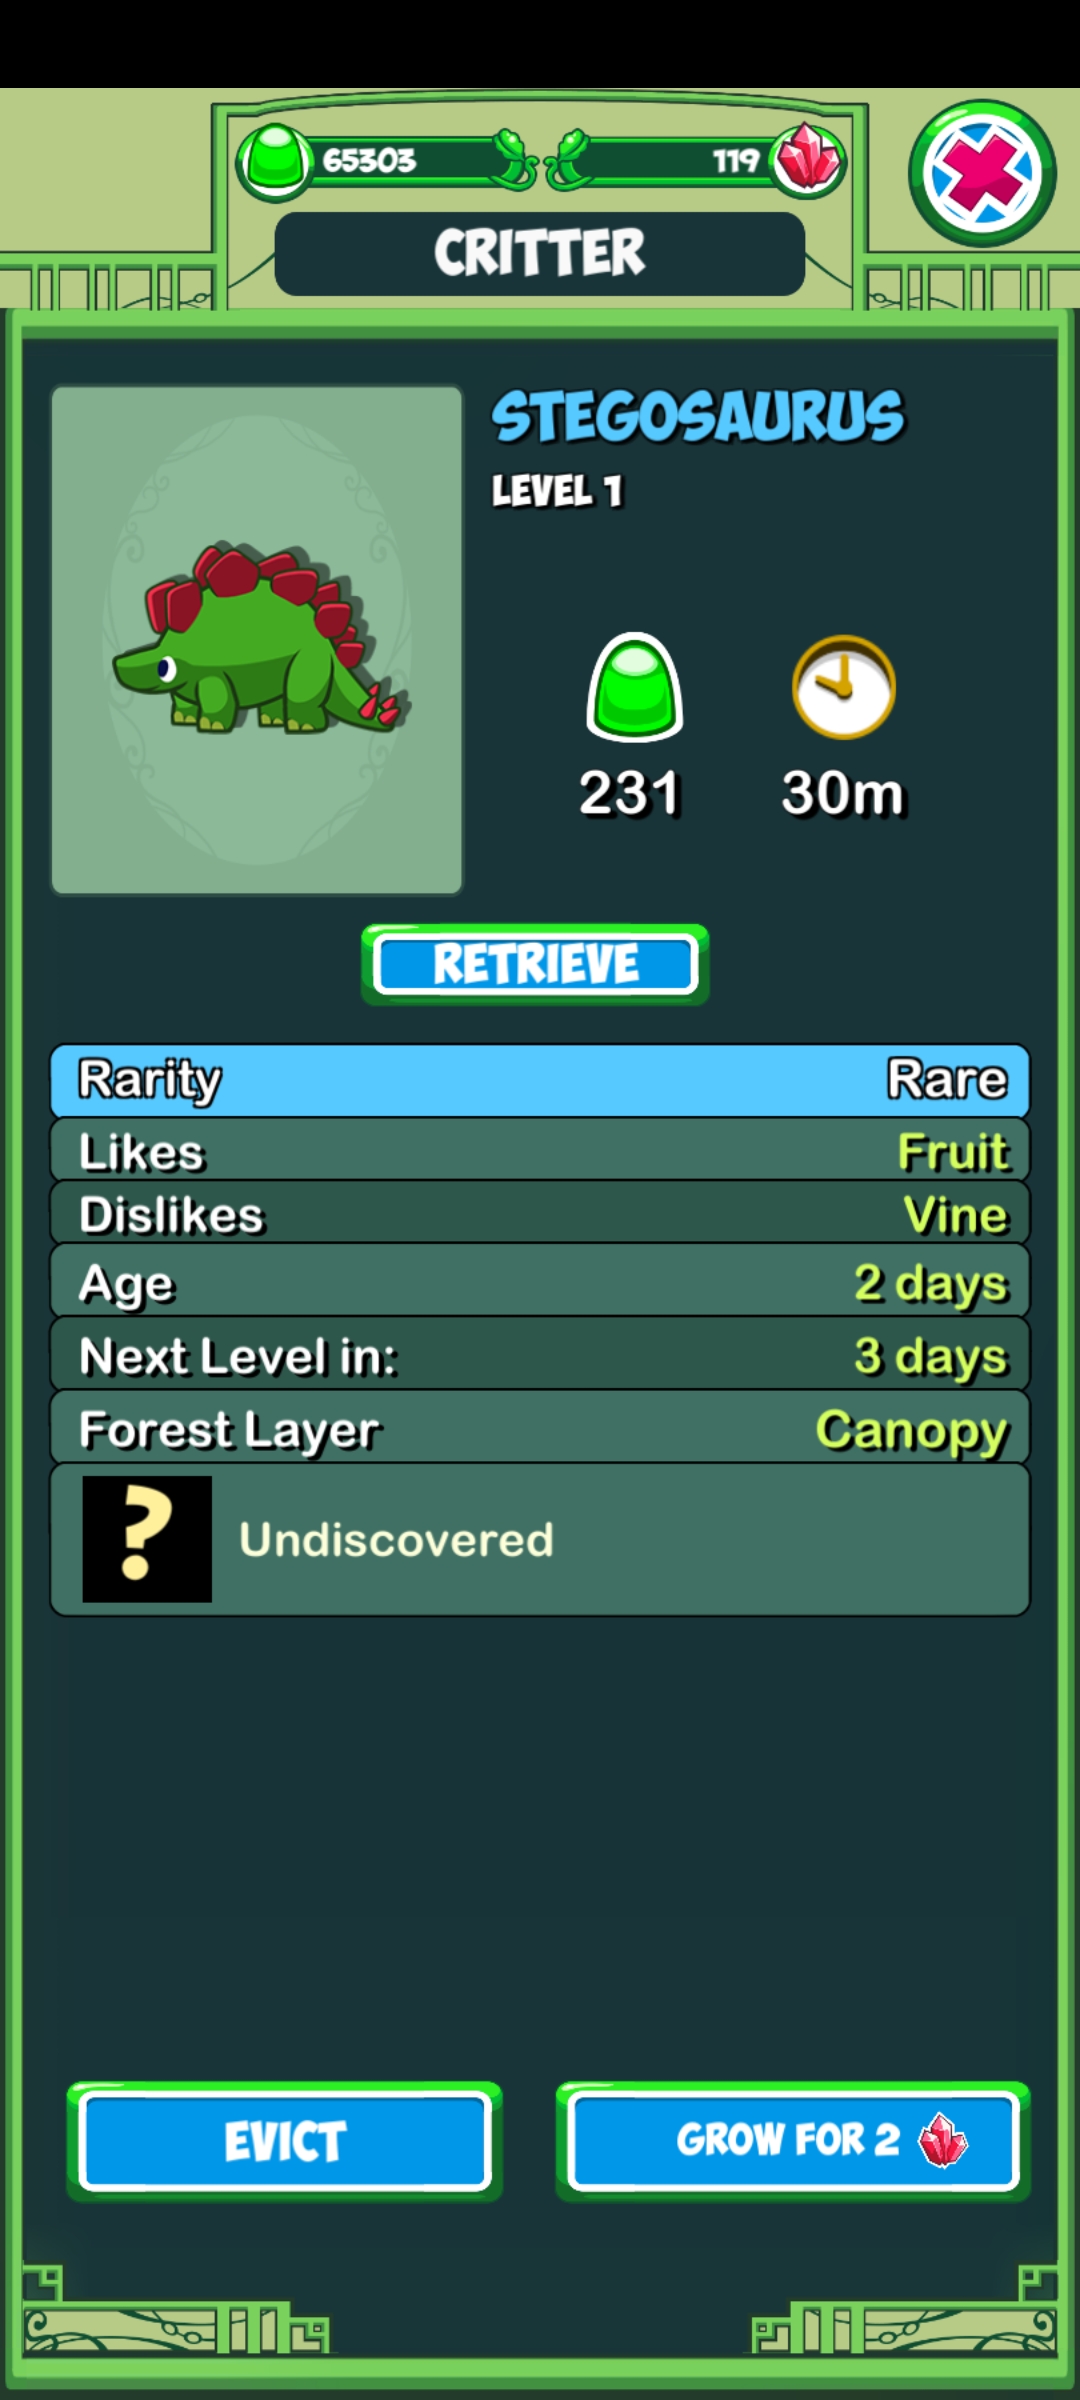 65303 119
CRITTER
STEGOSAURUS
LEVEL 1
231 30m
RETRIEVE
Rarity Rare
Likes Fruit
Dislikes Vine
Age 2 days
Next Level in: 3 days
Forest Layer Canopy
? Undiscovered
EVICT GROW FOR 2